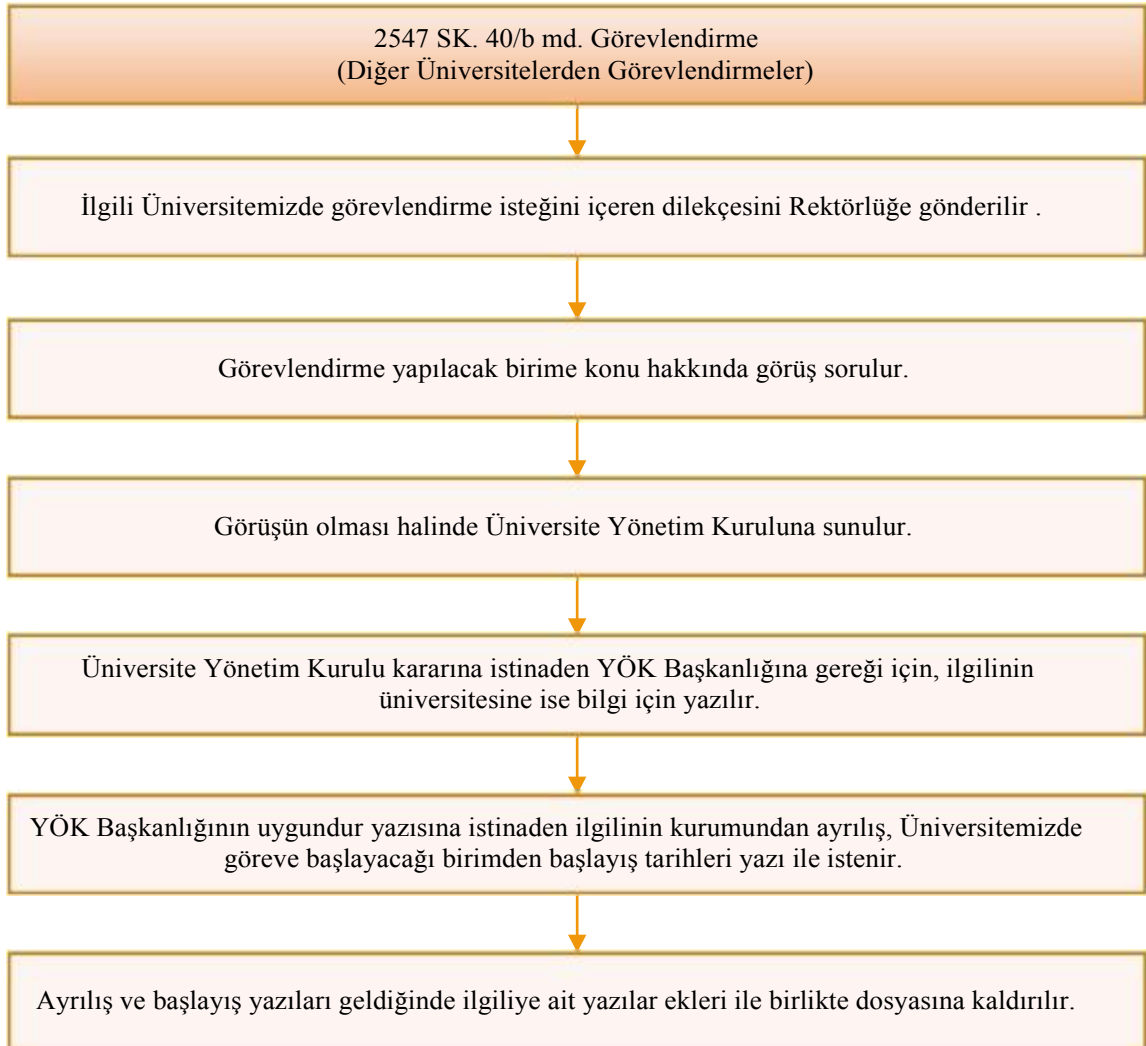 2547 SK. 40/b md. Görevlendirme
(Diğer Üniversitelerden Görevlendirmeler)
İlgili Üniversitemizde görevlendirme isteğini içeren dilekçesini Rektörlüğe gönderilir .
Görevlendirme yapılacak birime konu hakkında görüş sorulur.
Görüşün olması halinde Üniversite Yönetim Kuruluna sunulur.
Üniversite Yönetim Kurulu kararına istinaden YÖK Başkanlığına gereği için, ilgilinin
üniversitesine ise bilgi için yazılır.
YÖK Başkanlığının uygundur yazısına istinaden ilgilinin kurumundan ayrılış, Üniversitemizde
göreve başlayacağı birimden başlayış tarihleri yazı ile istenir.
Ayrılış ve başlayış yazıları geldiğinde ilgiliye ait yazılar ekleri ile birlikte dosyasına kaldırılır.